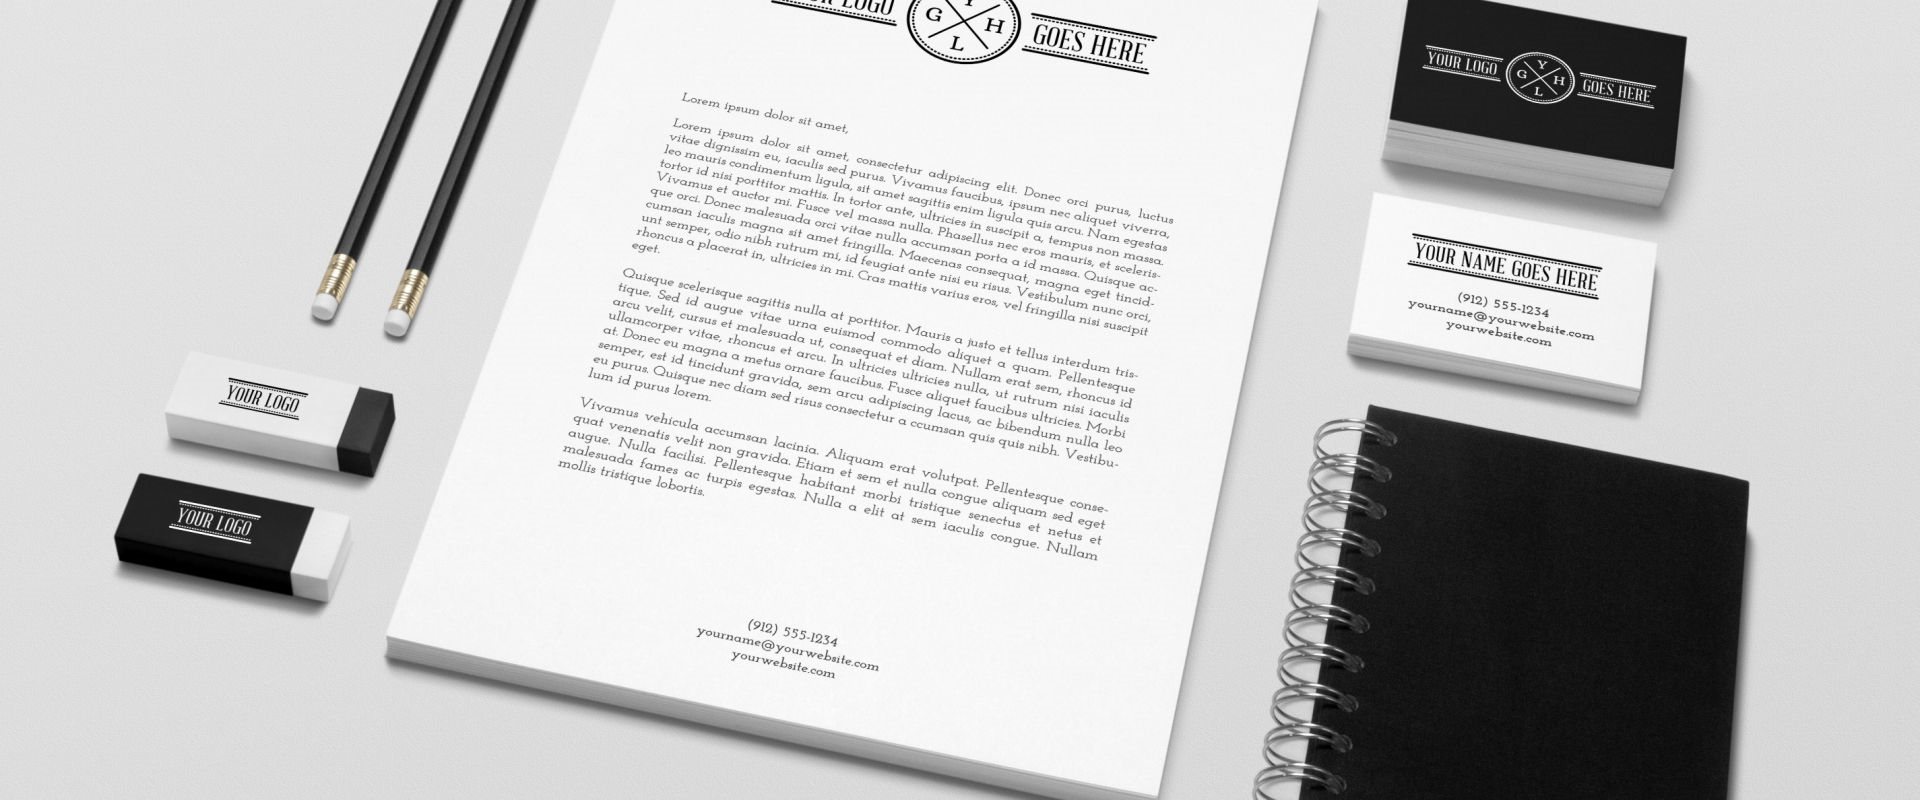 LOGO
Y
G H
L
GOES HERE
Lorem ipsum dolor sit amet,
Lorem ipsum dolor sit amet, consectetur adipiscing elit. Donec orci purus, luctus
vitae dignissim eu, iaculis sed purus. Vivamus faucibus, ipsum nec aliquet viverra,
leo mauris condimentum ligula, sit amet sagittis enim ligula quis arcu. Nam egestas
tortor id nisi porttitor mattis. In tortor ante, ultricies in suscipit a, tempus non massa.
Vivamus et auctor mi. Fusce vel massa nulla. Phasellus nec eros mauris, et sceleris-
que orci. Donec malesuada orci vitae nulla accumsan porta a id massa. Quisque ac-
cumsan iaculis magna sit amet fringilla. Maecenas consequat, magna eget tincid-
unt semper, odio nibh rutrum mi, id feugiat ante nisi eu risus. Vestibulum nunc orci,
rhoncus a placerat in, ultricies in mi. Cras mattis varius eros, vel fringilla nisi suscipit
eget.
Quisque scelerisque sagittis nulla at porttitor. Mauris a justo et tellus interdum tris-
tique. Sed id augue vitae urna euismod commodo aliquet a quam. Pellentesque
arcu velit, cursus et malesuada ut, consequat et diam. Nullam erat sem, rhoncus id
ullamcorper vitae, rhoncus et arcu. In ultricies ultricies nulla, ut rutrum nisi iaculis
at. Donec eu magna a metus ornare faucibus. Fusce aliquet faucibus ultricies. Morbi
semper, est id tincidunt gravida, sem arcu adipiscing lacus, ac bibendum nulla leo
eu purus. Quisque nec diam sed risus consectetur a ccumsan quis quis nibh. Vestibu-
lum id purus lorem.
Vivamus vehicula accumsan lacinia. Aliquam erat volutpat. Pellentesque conse-
quat venenatis velit non gravida. Etiam et sem et nulla congue aliquam sed eget
augue. Nulla facilisi. Pellentesque habitant morbi tristique senectus et netus et
malesuada fames ac turpis egestas. Nulla a elit at sem iaculis congue. Nullam
mollis tristique lobortis.
(912) 555-1234
yourname@yourwebsite.com
yourwebsite.com
YOUR LOGO
YOUR LOGO
YOUR LOGO
Y
G H
L
GOES HERE
YOUR NAME GOES HERE
(912) 555-1234
yourname@yourwebsite.com
yourwebsite.com